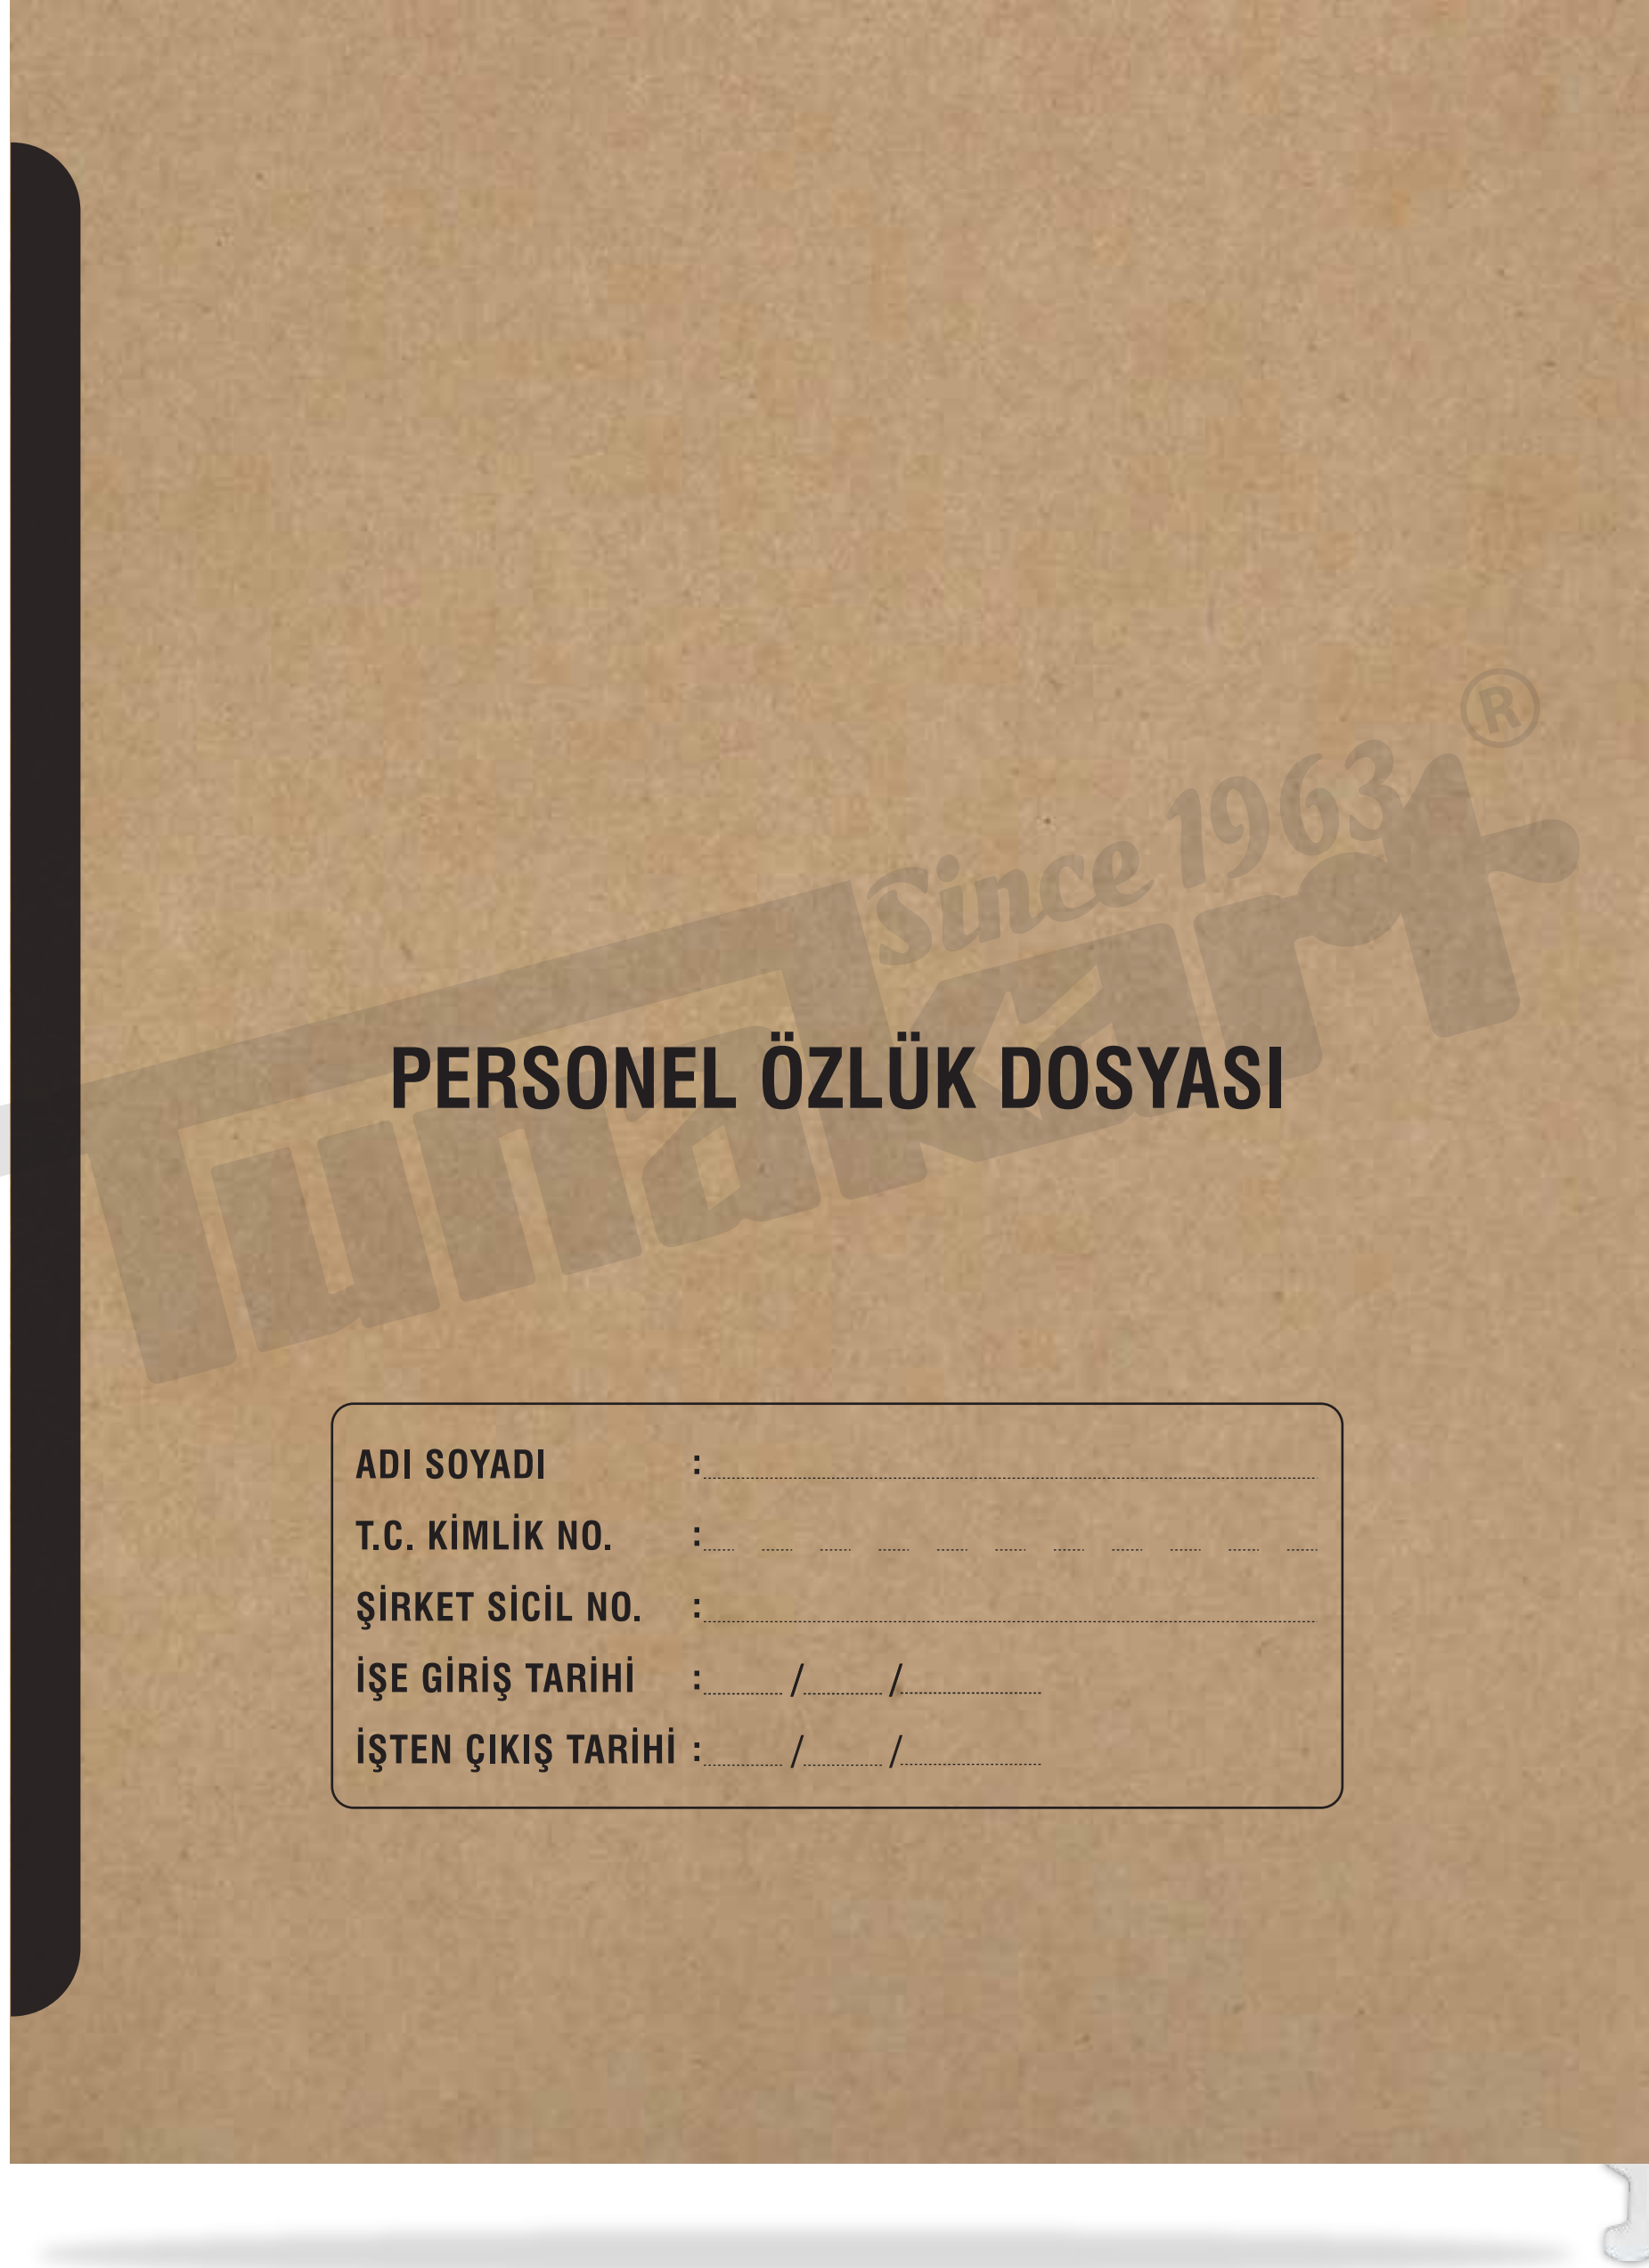 Since 1963 ®
Tunakart
PERSONEL ÖZLÜK DOSYASI
ADI SOYADI :
T.C. KİMLİK NO. :
ŞİRKET SİCİL NO. :
İŞE GİRİŞ TARİHİ : / /
İŞTEN ÇIKIŞ TARİHİ : / /